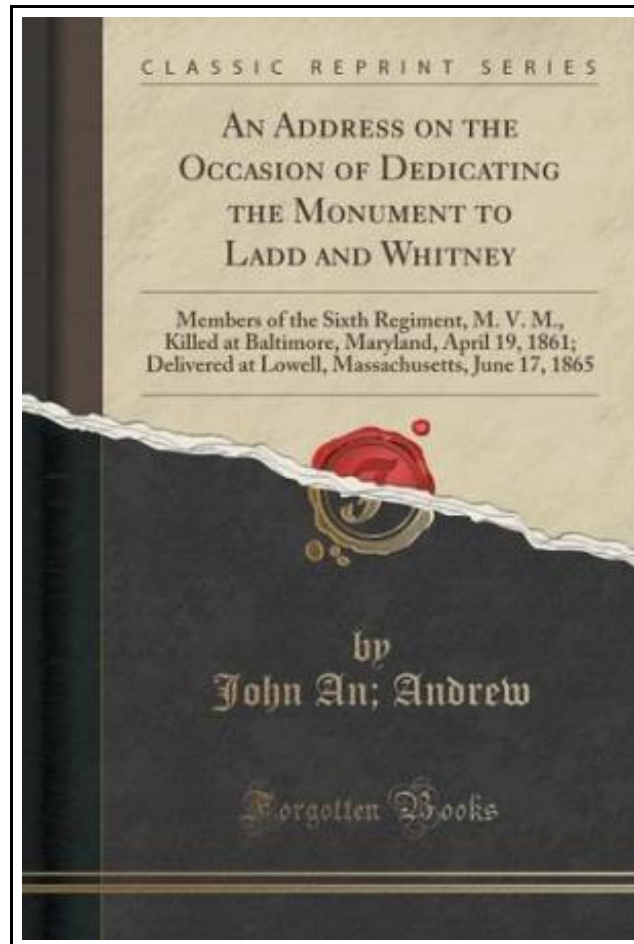 CLASSIC REPRINT SERIES
AN ADDRESS ON THE
OCCASION OF DEDICATING
THE MONUMENT TO
LADD AND WHITNEY
Members of the Sixth Regiment, M. V. M.,
Killed at Baltimore, Maryland, April 19, 1861;
Delivered at Lowell, Massachusetts, June 17, 1865
F
by
John An; Andrew
Forgotten Books